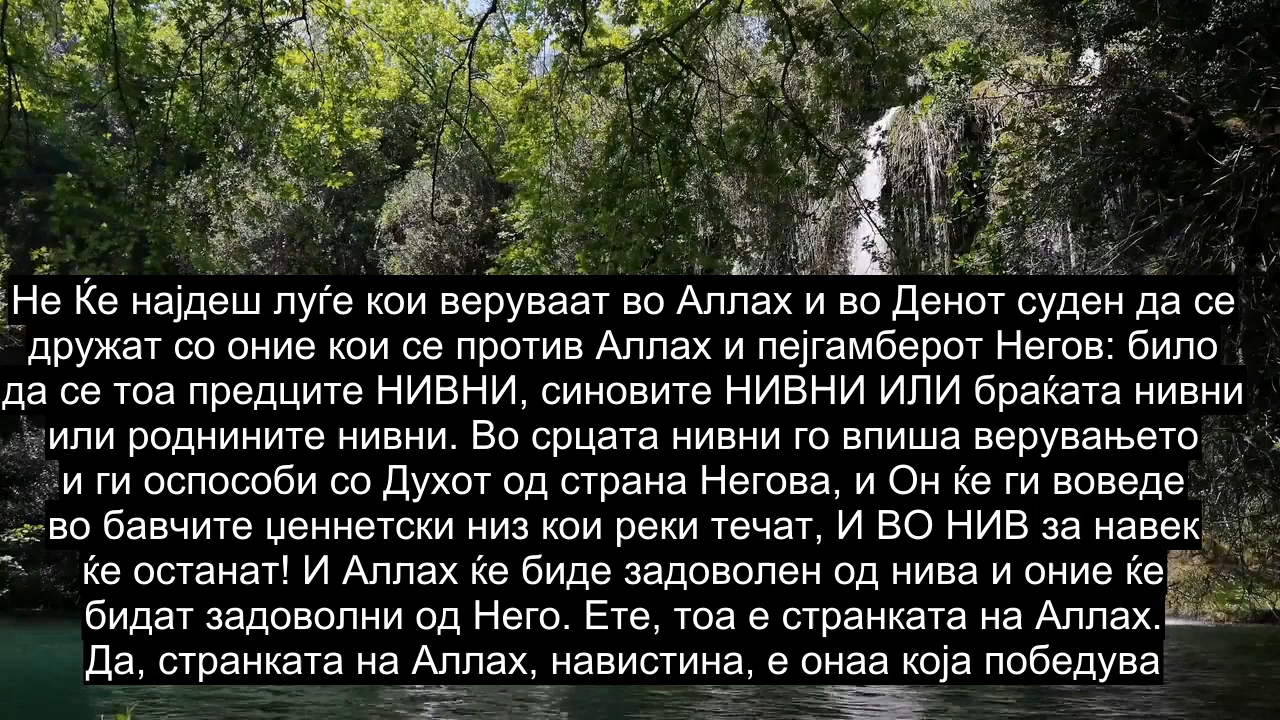 Не Ќе најдеш луѓе кои веруваат во Аллах и во Денот суден да се
дружат со оние кои се против Аллах и пејгамберот Негов: било
да се тоа предците НИВНИ, синовите НИВНИ ИЛИ браќата нивни
или роднините нивни. Во срцата нивни го впиша верувањето
и ги оспособи со Духот од страна Негова, и Он ќе ги воведе
во бавчите џеннетски низ кои реки течат, И ВО НИВ за навек
ќе останат! И Аллах ќе биде задоволен од нива и оние ќе
бидат задоволни од Него. Ете, тоа е странката на Аллах.
Да, странката на Аллах, навистина, е онаа која победува